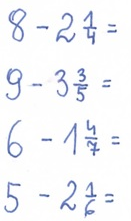 8 - 2 1/4 =
9 - 3 3/5 =
6 - 1 4/7 =
5 - 2 1/6 =